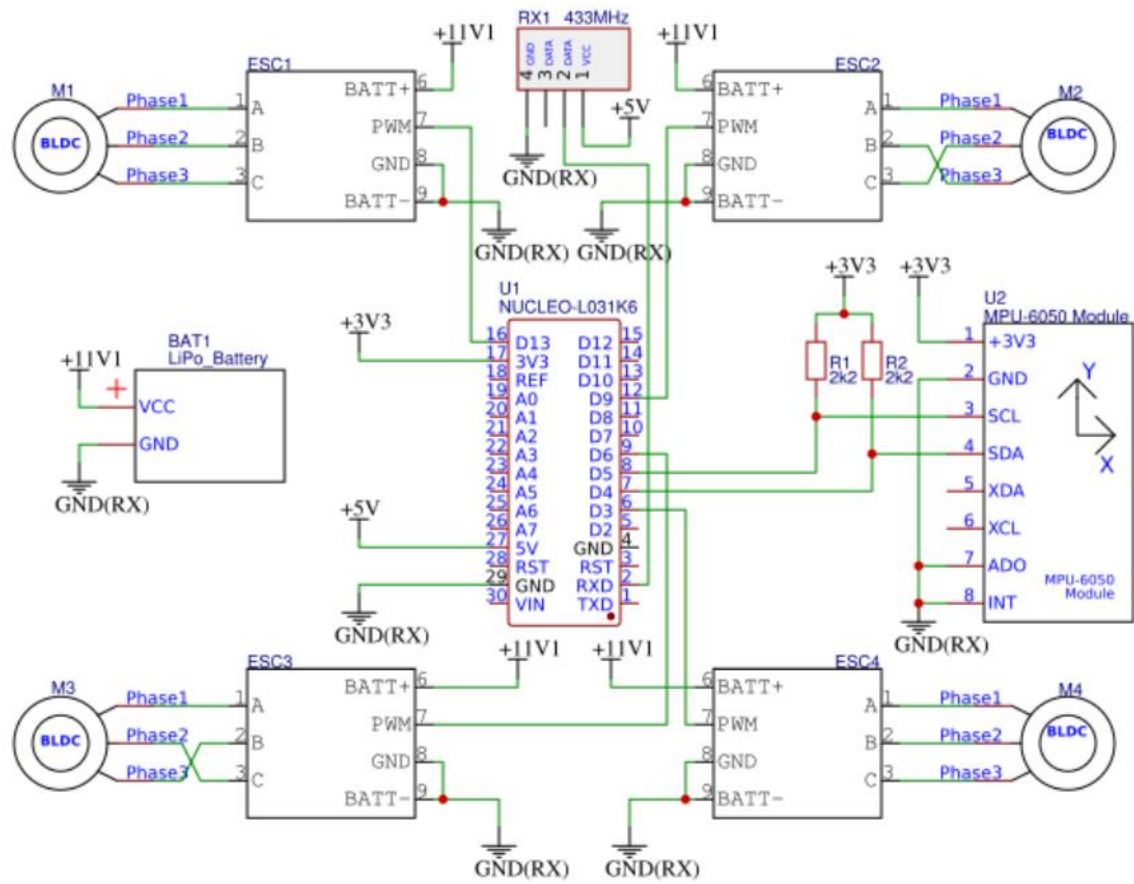 RX1 433MHz
GND
DATA
DATA
VCC
4
3
2
1
+5V
GND(RX)
+11V1
ESC1
M1
BLDC
Phase1
Phase2
Phase3
1 A
2 B
3 C
BATT+ 6
PWM 7
GND 8
BATT- 9
GND(RX)
+11V1
ESC2
6 BATT+
7 PWM
8 GND
9 BATT-
A 1
B 2
C 3
M2
BLDC
Phase1
Phase2
Phase3
GND(RX)
BAT1
LiPo_Battery
+11V1
+
VCC
GND
GND(RX)
U1
NUCLEO-L031K6
+3V3
+5V
GND(RX)
16 D13 D12 15
17 3V3 D11 14
18 REF D10 13
19 A0 D9 12
20 A1 D8 11
21 A2 D7 10
22 A3 D6 9
23 A4 D5 8
24 A5 D4 7
25 A6 D3 6
26 A7 D2 5
27 5V GND 4
28 RST RST 3
29 GND RXD 2
30 VIN TXD 1
+3V3
R1
2k2
R2
2k2
+3V3
U2
MPU-6050 Module
1 +3V3
2 GND
3 SCL
4 SDA
5 XDA
6 XCL
7 ADO
8 INT
Y
X
MPU-6050
Module
GND(RX)
ESC3
M3
BLDC
Phase1
Phase2
Phase3
1 A
2 B
3 C
BATT+ 6
PWM 7
GND 8
BATT- 9
+11V1
GND(RX)
+11V1
ESC4
6 BATT+
7 PWM
8 GND
9 BATT-
A 1
B 2
C 3
M4
BLDC
Phase1
Phase2
Phase3
GND(RX)